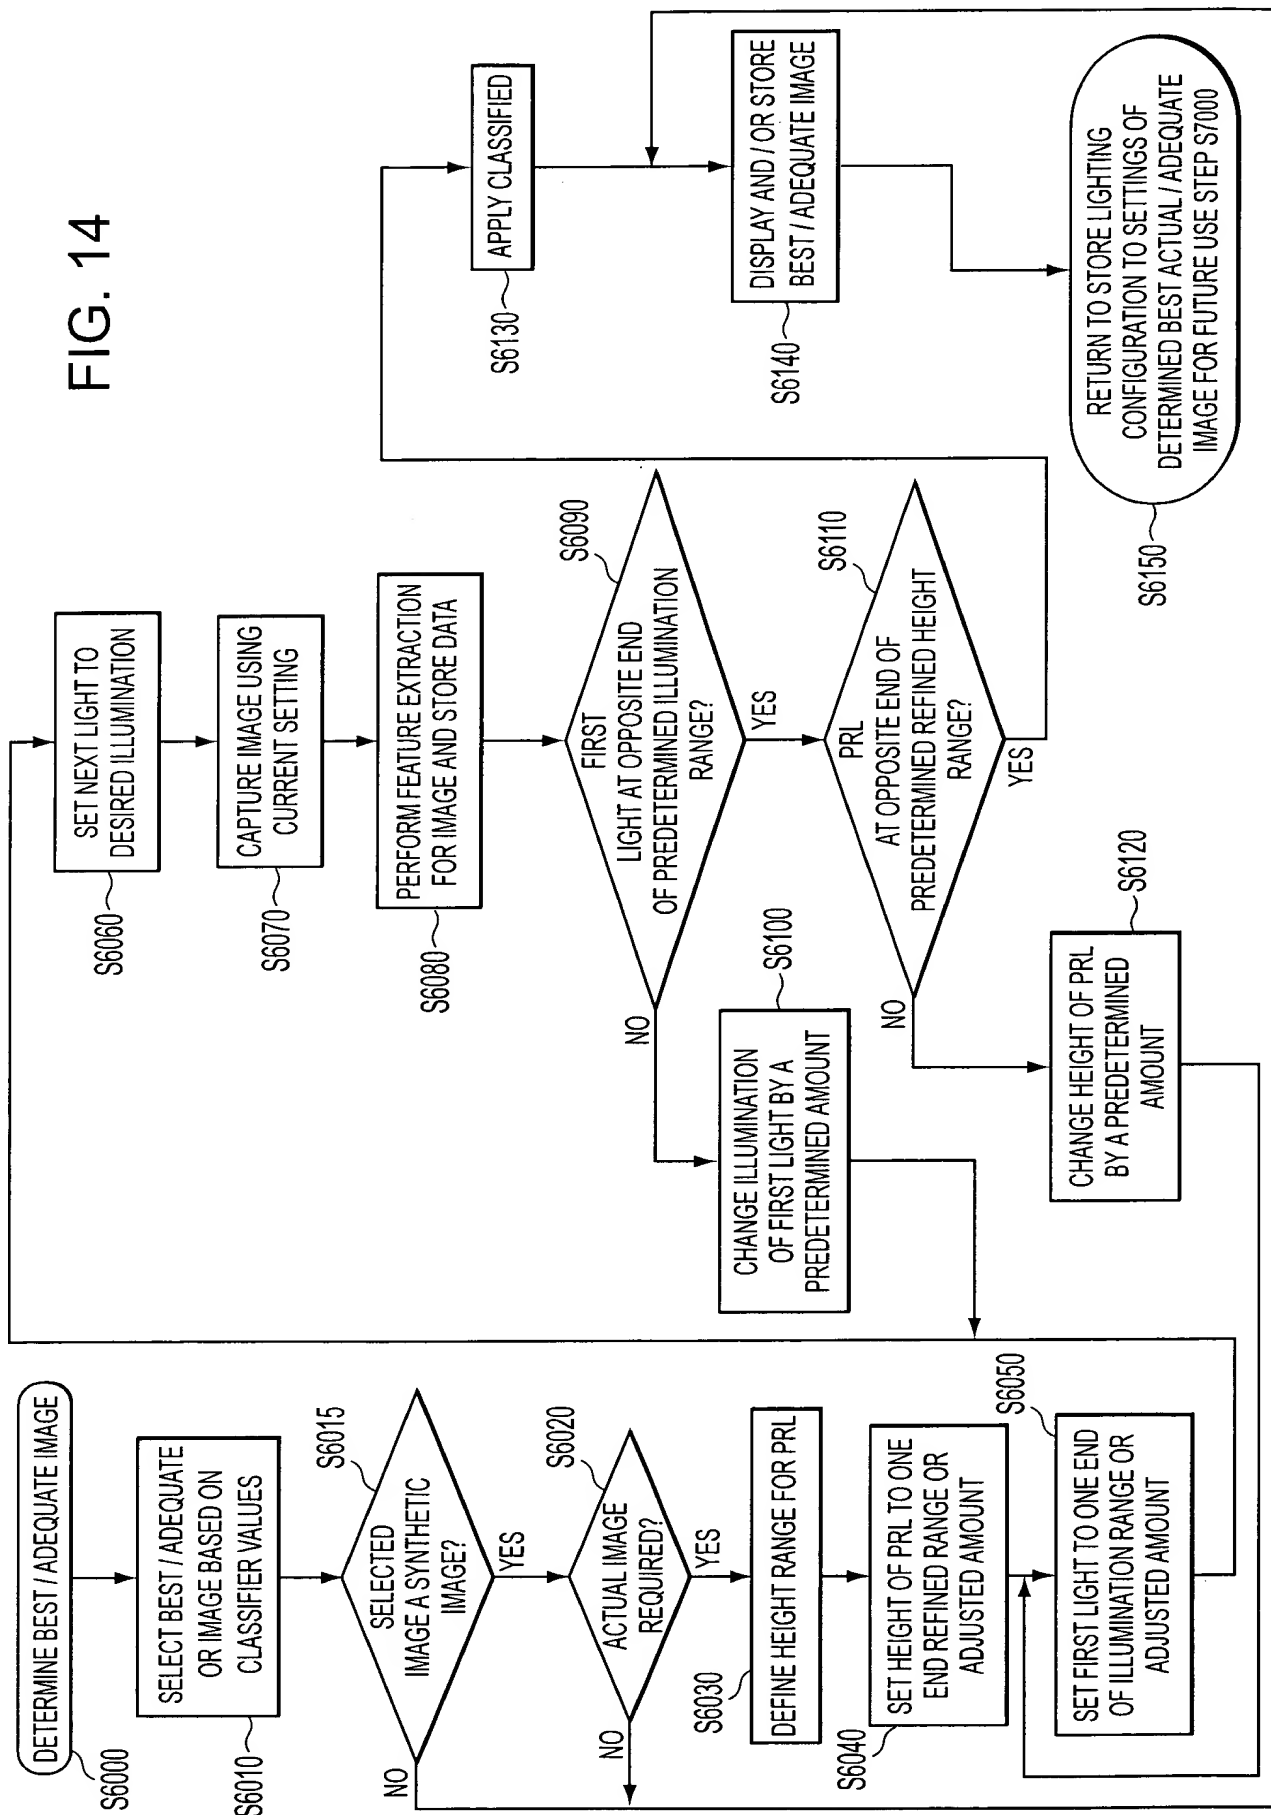 FIG. 14
DETERMINE BEST / ADEQUATE IMAGE
S6000
SELECT BEST / ADEQUATE
OR IMAGE BASED ON
CLASSIFIER VALUES
S6010
SELECTED
IMAGE A SYNTHETIC
IMAGE?
S6015
NO
YES
ACTUAL IMAGE
REQUIRED?
S6020
NO
YES
DEFINE HEIGHT RANGE FOR PRL
S6030
SET HEIGHT OF PRL TO ONE
END REFINED RANGE OR
ADJUSTED AMOUNT
S6040
SET FIRST LIGHT TO ONE END
OF ILLUMINATION RANGE OR
ADJUSTED AMOUNT
S6050
SET NEXT LIGHT TO
DESIRED ILLUMINATION
S6060
CAPTURE IMAGE USING
CURRENT SETTING
S6070
PERFORM FEATURE EXTRACTION
FOR IMAGE AND STORE DATA
S6080
FIRST
LIGHT AT OPPOSITE END
OF PREDETERMINED ILLUMINATION
RANGE?
S6090
NO
YES
CHANGE ILLUMINATION
OF FIRST LIGHT BY A
PREDETERMINED AMOUNT
S6100
PRL
AT OPPOSITE END OF
PREDETERMINED REFINED HEIGHT
RANGE?
S6110
NO
YES
CHANGE HEIGHT OF PRL
BY A PREDETERMINED
AMOUNT
S6120
APPLY CLASSIFIED
S6130
DISPLAY AND / OR STORE
BEST / ADEQUATE IMAGE
S6140
RETURN TO STORE LIGHTING
CONFIGURATION TO SETTINGS OF
DETERMINED BEST ACTUAL / ADEQUATE
IMAGE FOR FUTURE USE STEP S7000
S6150